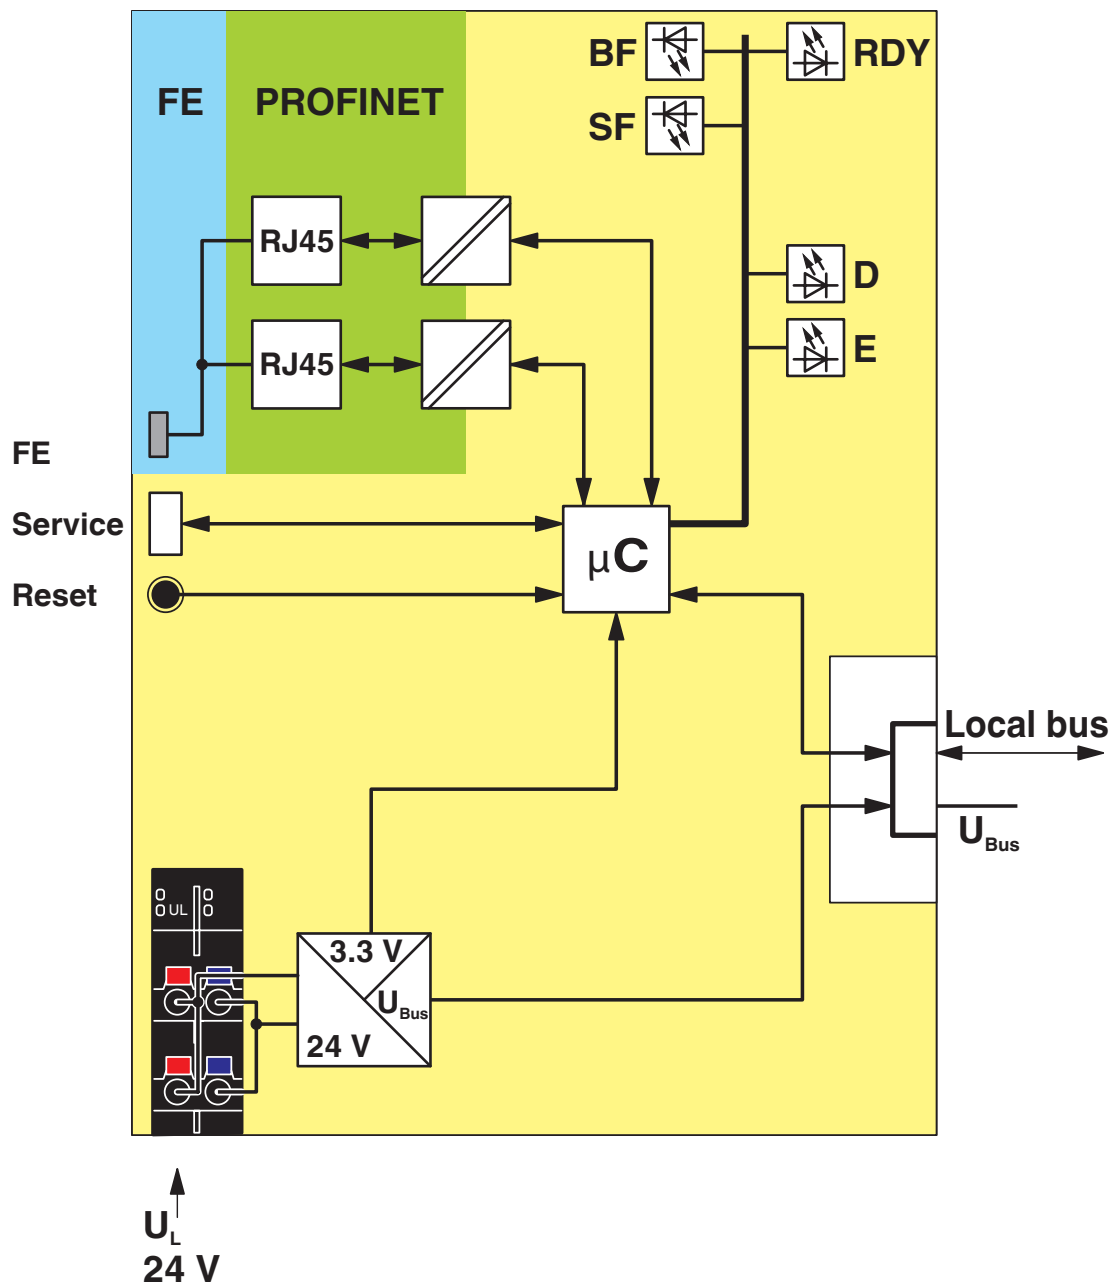 BF
RDY
FE
PROFINET
SF
RJ45
D
RJ45
E
FE
Service
µC
Reset
Local bus
UBus
UL
3.3 V
UBus
24 V
UL
24 V